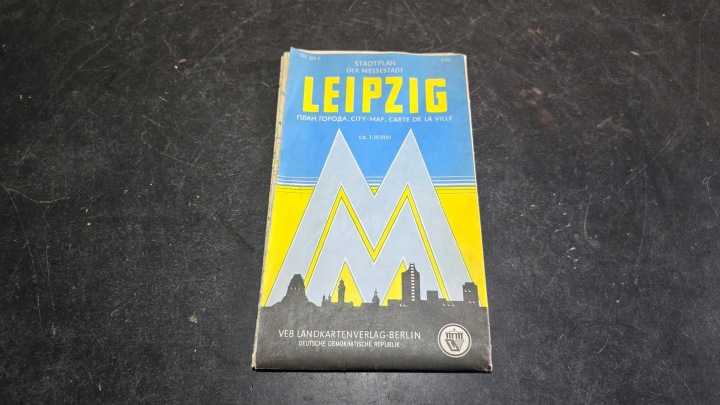 STADTPLAN
DER MESSESTADT
LEIPZIG
ПЛАН ГОРОДА, CITY-MAP, CARTE DE LA VILLE
CA. 1:15 000
VEB LANDKARTENVERLAG-BERLIN
DEUTSCHE DEMOKRATISCHE REPUBLIK